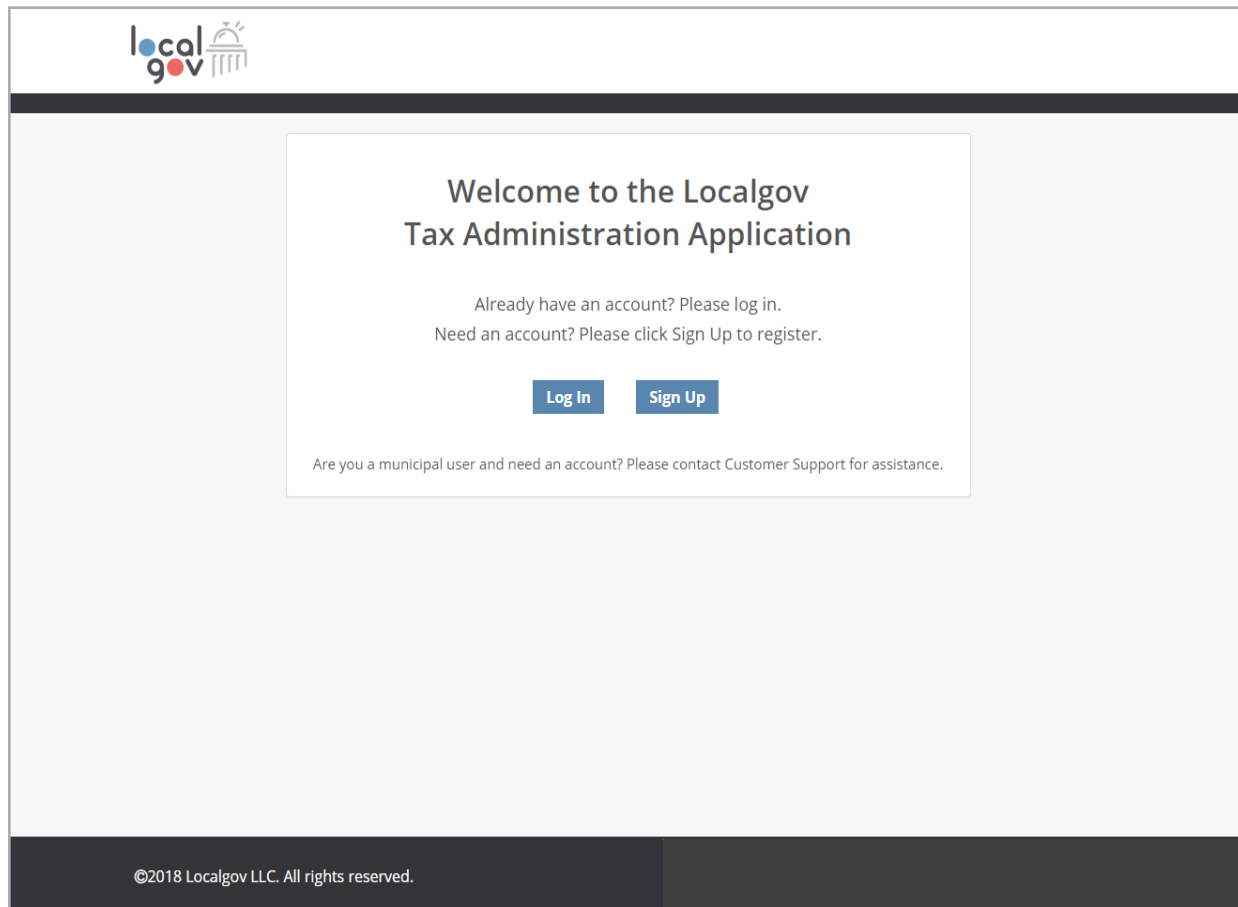 local
gov
Welcome to the Localgov
Tax Administration Application
Already have an account? Please log in.
Need an account? Please click Sign Up to register.
Log In Sign Up
Are you a municipal user and need an account? Please contact Customer Support for assistance.
©2018 Localgov LLC. All rights reserved.